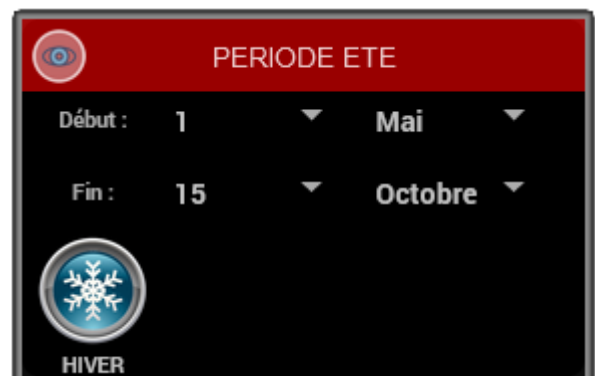 PERIODE ETE
Début : 1 Mai
Fin : 15 Octobre
HIVER